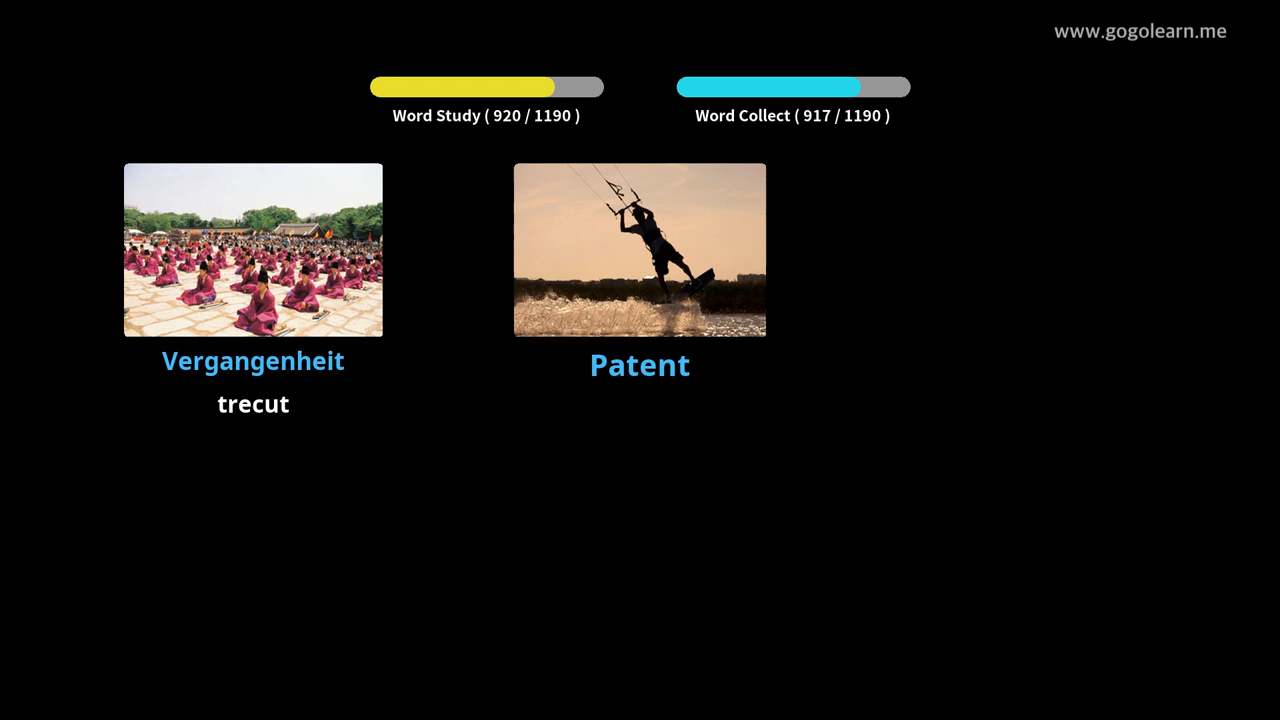 www.gogolearn.me
Word Study ( 920 / 1190 )
Word Collect ( 917 / 1190 )
Vergangenheit
trecut
Patent